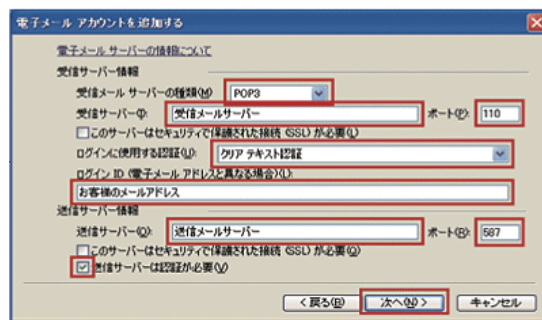 電子メール アカウントを追加する
電子メール サーバーの情報について
受信サーバー情報
受信メール サーバーの種類(M) POP3
受信サーバー(I): 受信メールサーバー ポート(P): 110
このサーバーはセキュリティで保護された接続 (SSL) が必要(L)
ログインに使用する認証(U): クリア テキスト認証
ログイン ID (電子メール アドレスと異なる場合)(L):
お客様のメールアドレス
送信サーバー情報
送信サーバー(O): 送信メールサーバー ポート(R): 587
このサーバーはセキュリティで保護された接続 (SSL) が必要(Q)
送信サーバーは認証が必要(V)
< 戻る(B) 次へ(N) > キャンセル